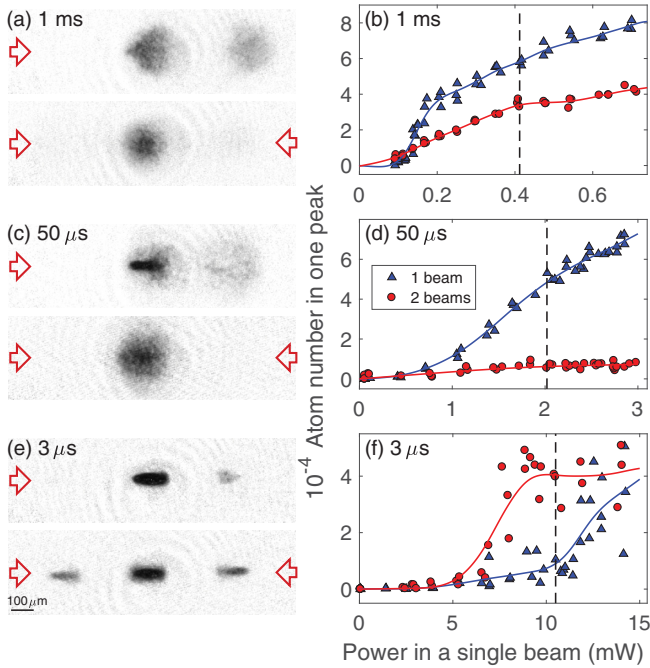 (a) 1 ms
(b) 1 ms
8
6
4
2
0
0
0.2
0.4
0.6
(c) 50 μs
(d) 50 μs
1 beam
2 beams
6
4
2
0
0
1
2
3
(e) 3 μs
100 μm
(f) 3 μs
4
2
0
0
5
10
15
10⁻⁴ Atom number in one peak
Power in a single beam (mW)